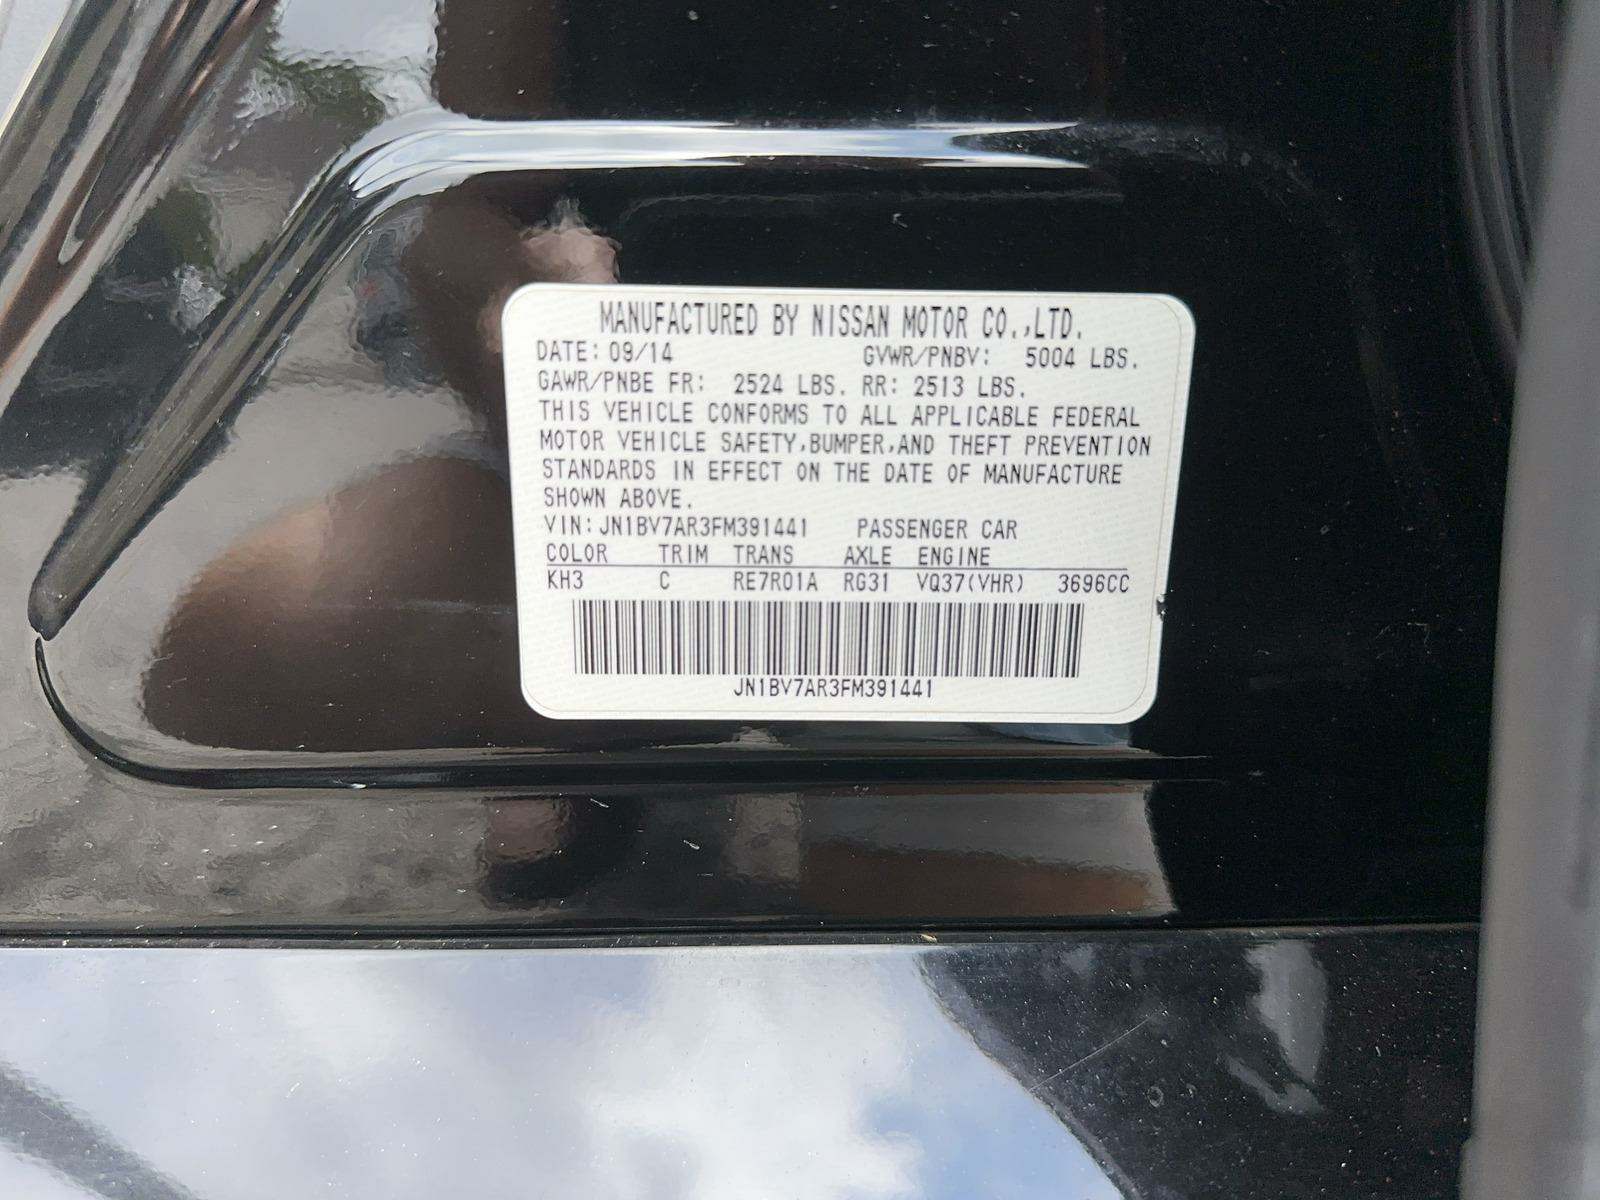 MANUFACTURED BY NISSAN MOTOR CO.,LTD.
DATE: 09/14 GVWR/PNBV: 5004 LBS.
GAWR/PNBE FR: 2524 LBS. RR: 2513 LBS.
THIS VEHICLE CONFORMS TO ALL APPLICABLE FEDERAL
MOTOR VEHICLE SAFETY,BUMPER,AND THEFT PREVENTION
STANDARDS IN EFFECT ON THE DATE OF MANUFACTURE
SHOWN ABOVE.
VIN: JN1BV7AR3FM391441 PASSENGER CAR
COLOR TRIM TRANS AXLE ENGINE
KH3 C RE7R01A RG31 VQ37(VHR) 3696CC
JN1BV7AR3FM391441